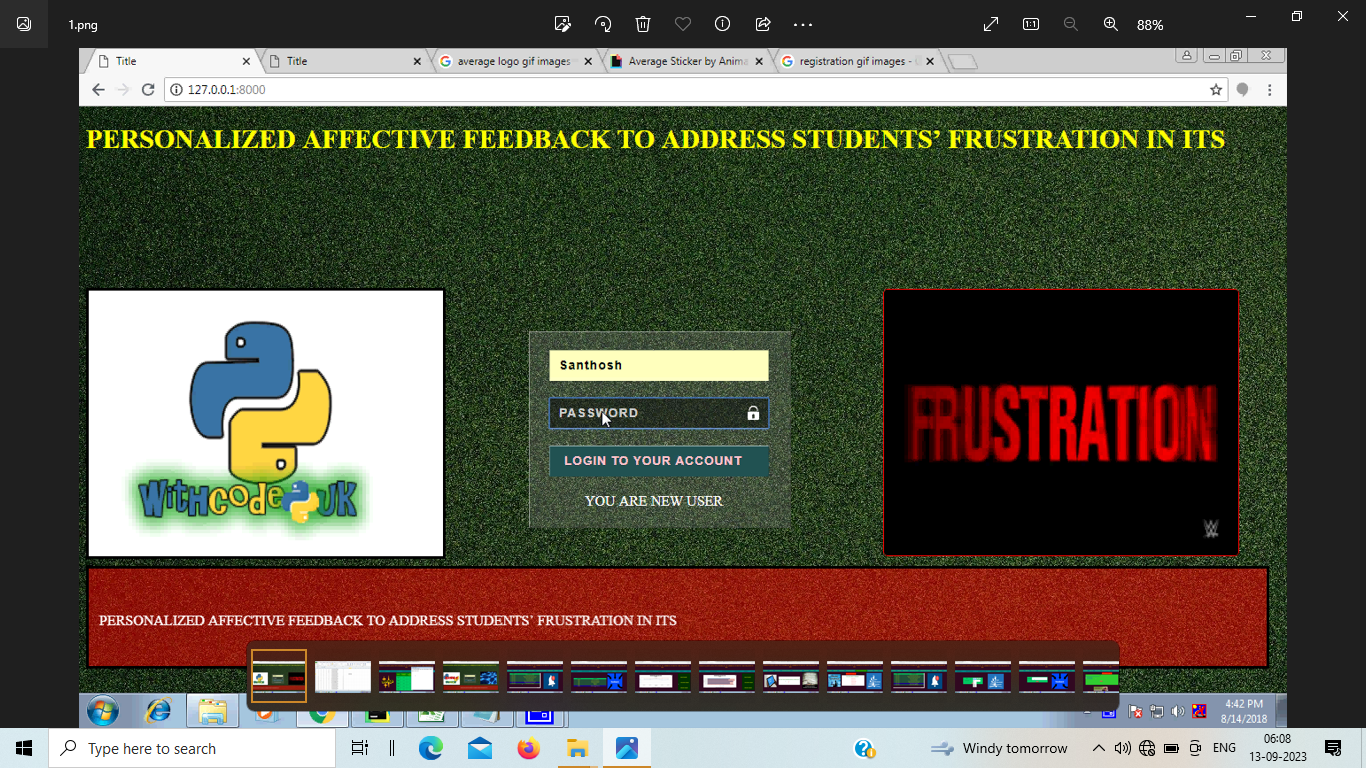 1.png
88%
Title
Title
average logo gif images
Average Sticker by Anima
registration gif images -
127.0.0.1:8000
PERSONALIZED AFFECTIVE FEEDBACK TO ADDRESS STUDENTS’ FRUSTRATION IN ITS
WithCode UK
Santhosh
PASSWORD
LOGIN TO YOUR ACCOUNT
YOU ARE NEW USER
FRUSTRATION
W
PERSONALIZED AFFECTIVE FEEDBACK TO ADDRESS STUDENTS’ FRUSTRATION IN ITS
4:42 PM
8/14/2018
Type here to search
Windy tomorrow
ENG
06:08
13-09-2023